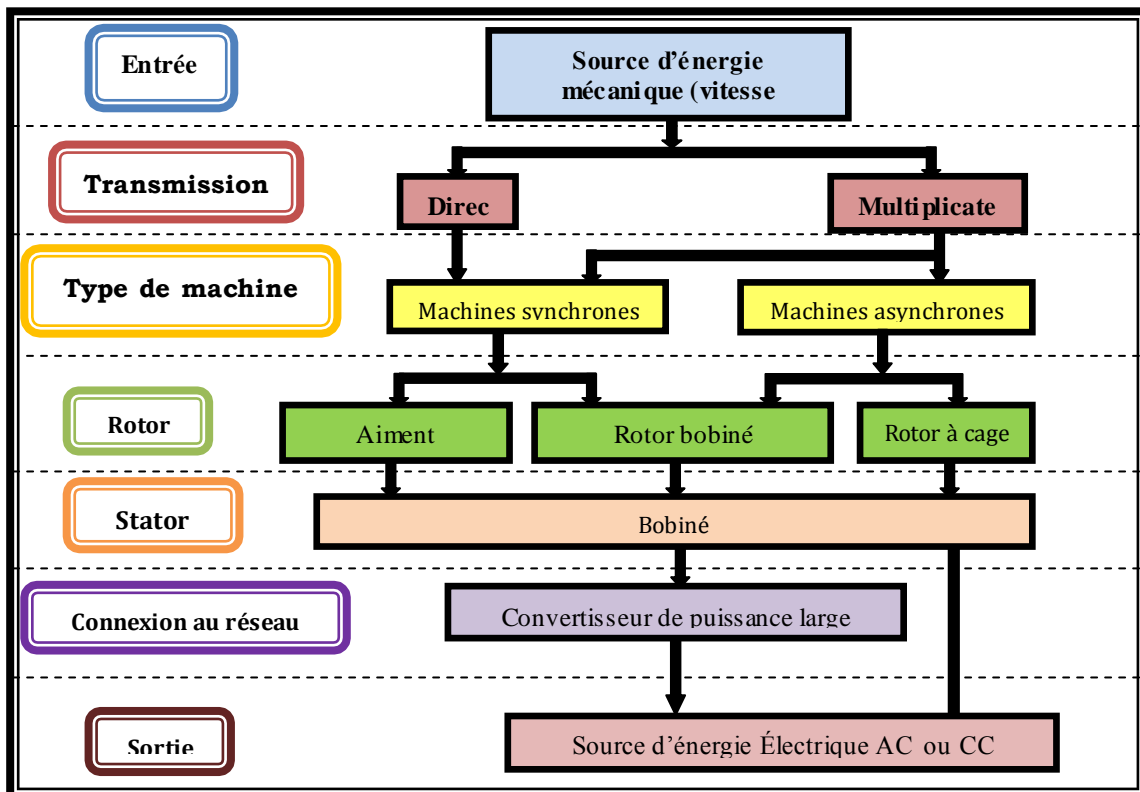 Entrée
Source d'énergie
mécanique (vitesse
Transmission
Direc
Multiplicate
Type de machine
Machines synchrones
Machines asynchrones
Rotor
Aiment
Rotor bobiné
Rotor à cage
Stator
Bobiné
Connexion au réseau
Convertisseur de puissance large
Sortie
Source d'énergie Électrique AC ou CC